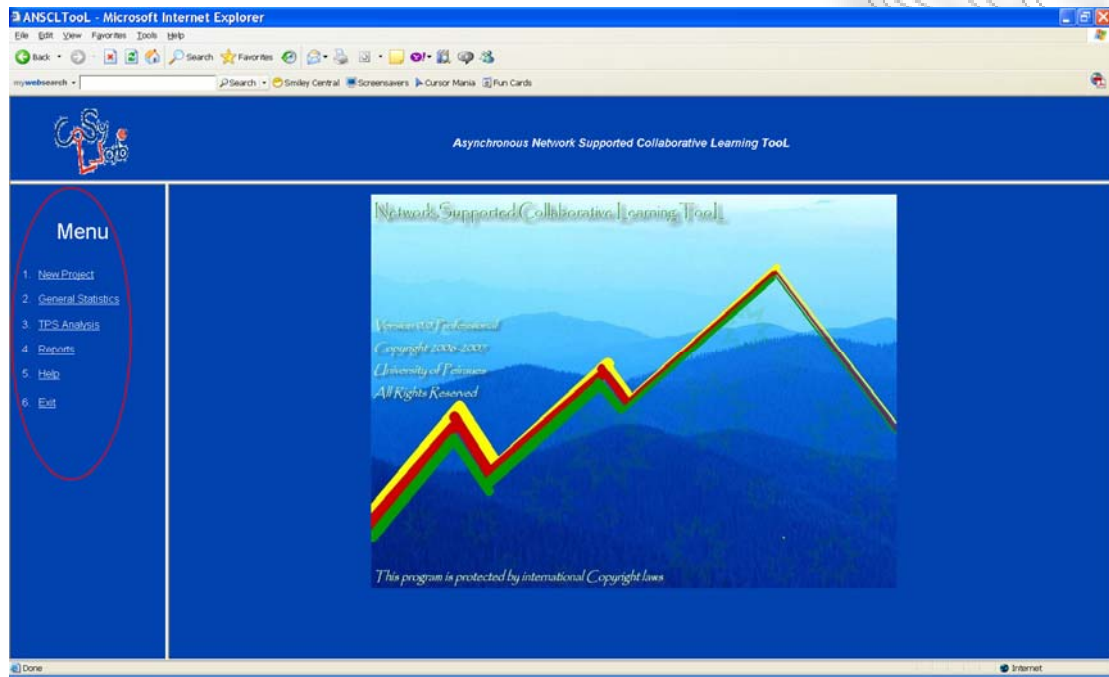 ANSCLTooL - Microsoft Internet Explorer
File Edit View Favorites Tools Help
Back Search Favorites
mywebsearch Search Smiley Central Screensavers Cursor Mania Fun Cards
Asynchronous Network Supported Collaborative Learning TooL
Menu
1. New Project
2. General Statistics
3. TPS Analysis
4. Reports
5. Help
6. Exit
Network Supported Collaborative Learning TooL
Version Professional
Copyright 2006-2007
University of Peiraias
All Rights Reserved
This program is protected by international Copyright laws
Done Internet